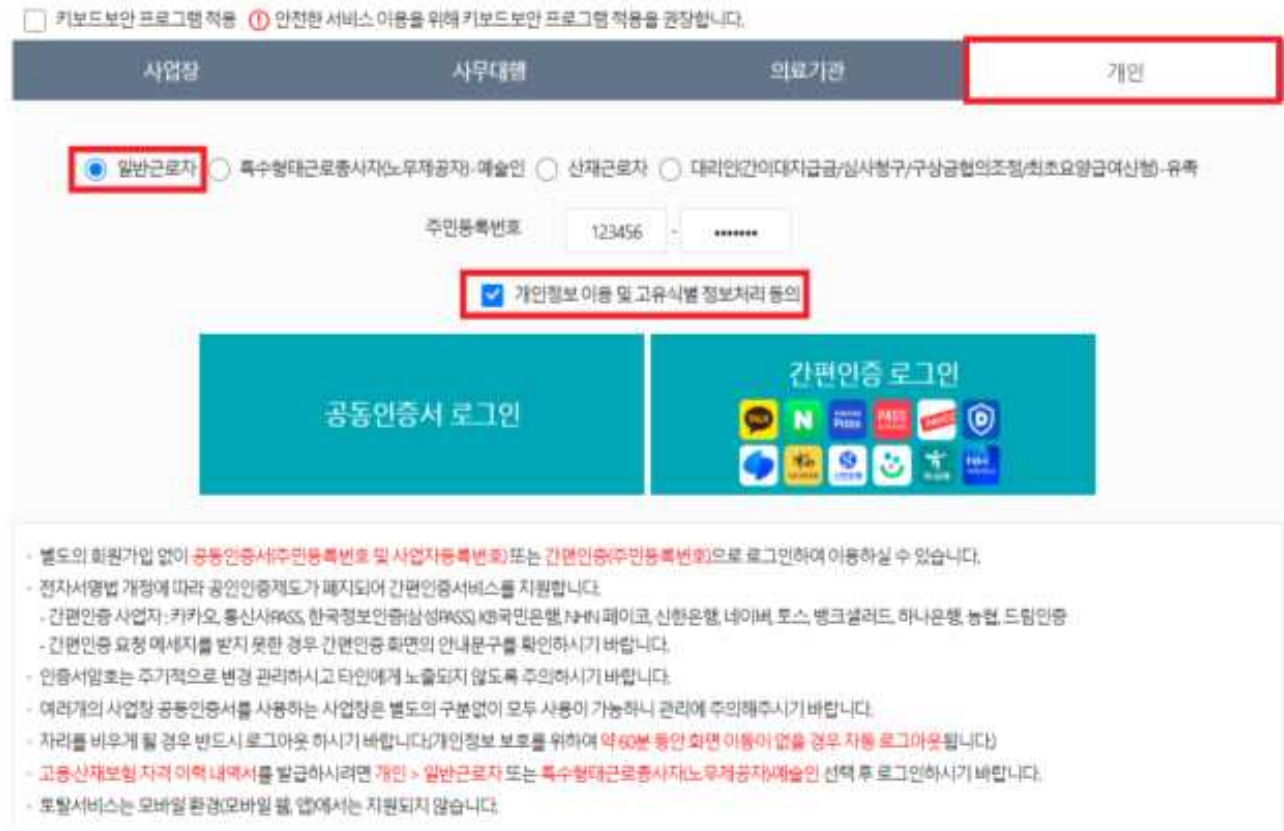 키보드보안 프로그램 적용 안전한 서비스 이용을 위해 키보드보안 프로그램 적용을 권장합니다.
사업장 사무대행 의료기관 개인
일반근로자 특수형태근로종사자(노무제공자)·예술인 산재근로자 대리인(간이대지급금/심사청구/구상금협의조정/최초요양급여신청)·유족
주민등록번호 123456 - •••••••
개인정보 이용 및 고유식별 정보처리 동의
공동인증서 로그인
간편인증 로그인
TALK N PASS PAYCO D
NH
· 별도의 회원가입 없이 공동인증서(주민등록번호 및 사업자등록번호) 또는 간편인증(주민등록번호)으로 로그인하여 이용하실 수 있습니다.
· 전자서명법 개정에 따라 공인인증제도가 폐지되어 간편인증서비스를 지원합니다.
- 간편인증 사업자 : 카카오, 통신사PASS, 한국정보인증(삼성PASS), KB국민은행, NHN 페이코, 신한은행, 네이버, 토스, 뱅크샐러드, 하나은행, 농협, 드림인증
- 간편인증 요청 메세지를 받지 못한 경우 간편인증 화면의 안내문구를 확인하시기 바랍니다.
· 인증서암호는 주기적으로 변경 관리하시고 타인에게 노출되지 않도록 주의하시기 바랍니다.
· 여러개의 사업장 공동인증서를 사용하는 사업장은 별도의 구분없이 모두 사용이 가능하니 관리에 주의해주시기 바랍니다.
· 자리를 비우게 될 경우 반드시 로그아웃 하시기 바랍니다.(개인정보 보호를 위하여 약 60분 동안 화면 이동이 없을 경우 자동 로그아웃됩니다.)
· 고용·산재보험 자격 이력 내역서를 발급하시려면 개인 > 일반근로자 또는 특수형태근로종사자(노무제공자)/예술인 선택 후 로그인하시기 바랍니다.
· 토탈서비스는 모바일 환경(모바일 웹, 앱)에서는 지원되지 않습니다.